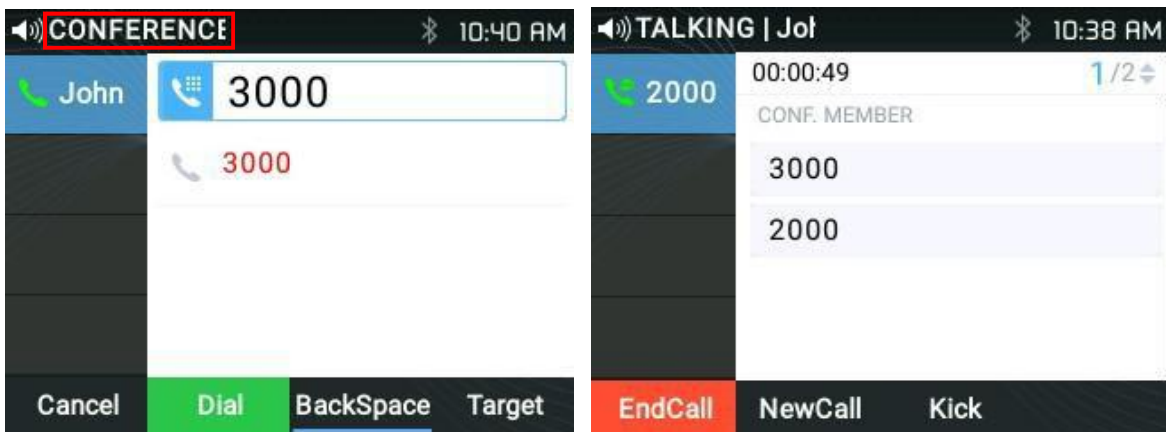 CONFERENCE 10:40 AM
John 3000
3000
Cancel Dial BackSpace Target
TALKING | Joh 10:38 AM
2000 00:00:49 1/2
CONF. MEMBER
3000
2000
EndCall NewCall Kick